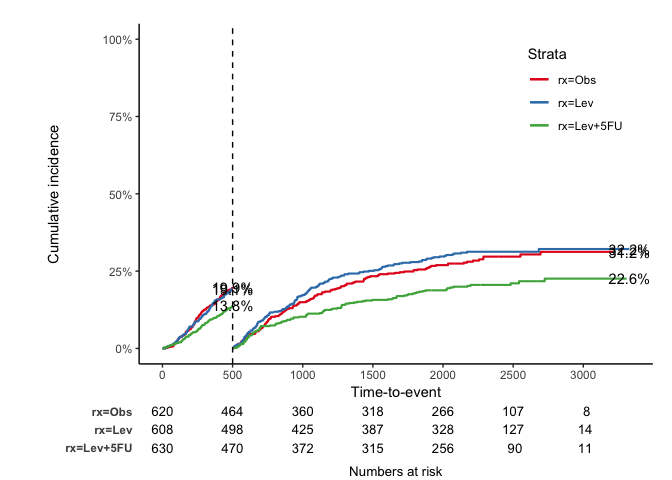 100%
75%
50%
25%
0%
Cumulative incidence
Strata
rx=Obs
rx=Lev
rx=Lev+5FU
19.9%
13.8%
32.2%
22.6%
0 500 1000 1500 2000 2500 3000
Time-to-event
rx=Obs 620 464 360 318 266 107 8
rx=Lev 608 498 425 387 328 127 14
rx=Lev+5FU 630 470 372 315 256 90 11
Numbers at risk